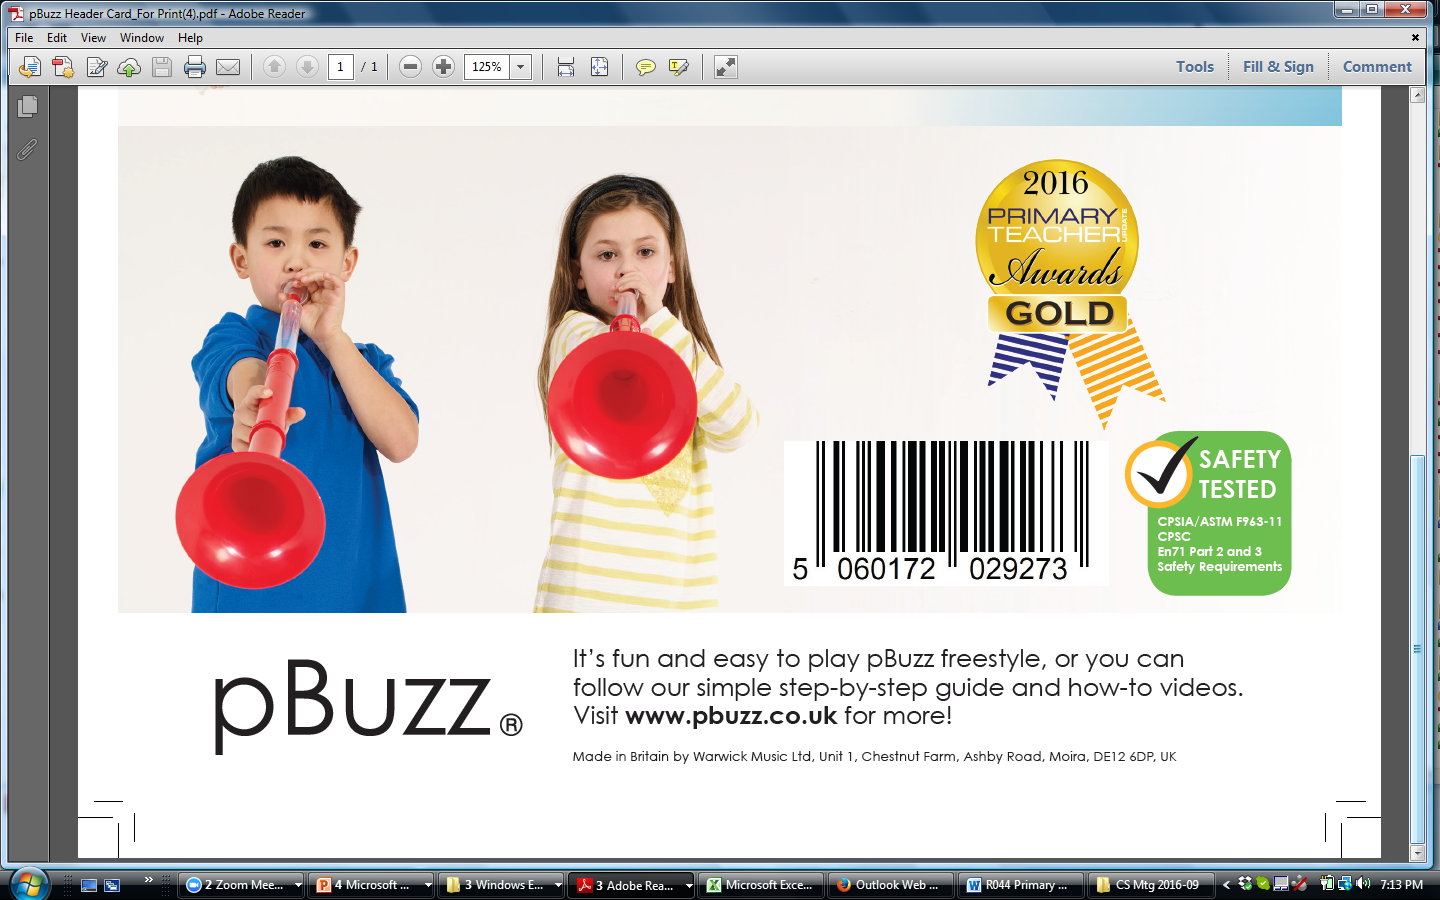 pBuzz Header Card_For Print(4).pdf - Adobe Reader
File Edit View Window Help
1 / 1 125% Tools Fill & Sign Comment
2016
PRIMARY
TEACHER UPDATE
Awards
GOLD
5 060172 029273
SAFETY
TESTED
CPSIA/ASTM F963-11
CPSC
En71 Part 2 and 3
Safety Requirements
pBuzz®
It's fun and easy to play pBuzz freestyle, or you can
follow our simple step-by-step guide and how-to videos.
Visit www.pbuzz.co.uk for more!
Made in Britain by Warwick Music Ltd, Unit 1, Chestnut Farm, Ashby Road, Moira, DE12 6DP, UK
2 Zoom Mee... 4 Microsoft ... 3 Windows E... 3 Adobe Rea... Microsoft Exce... Outlook Web ... R044 Primary ... CS Mtg 2016-09 7:13 PM